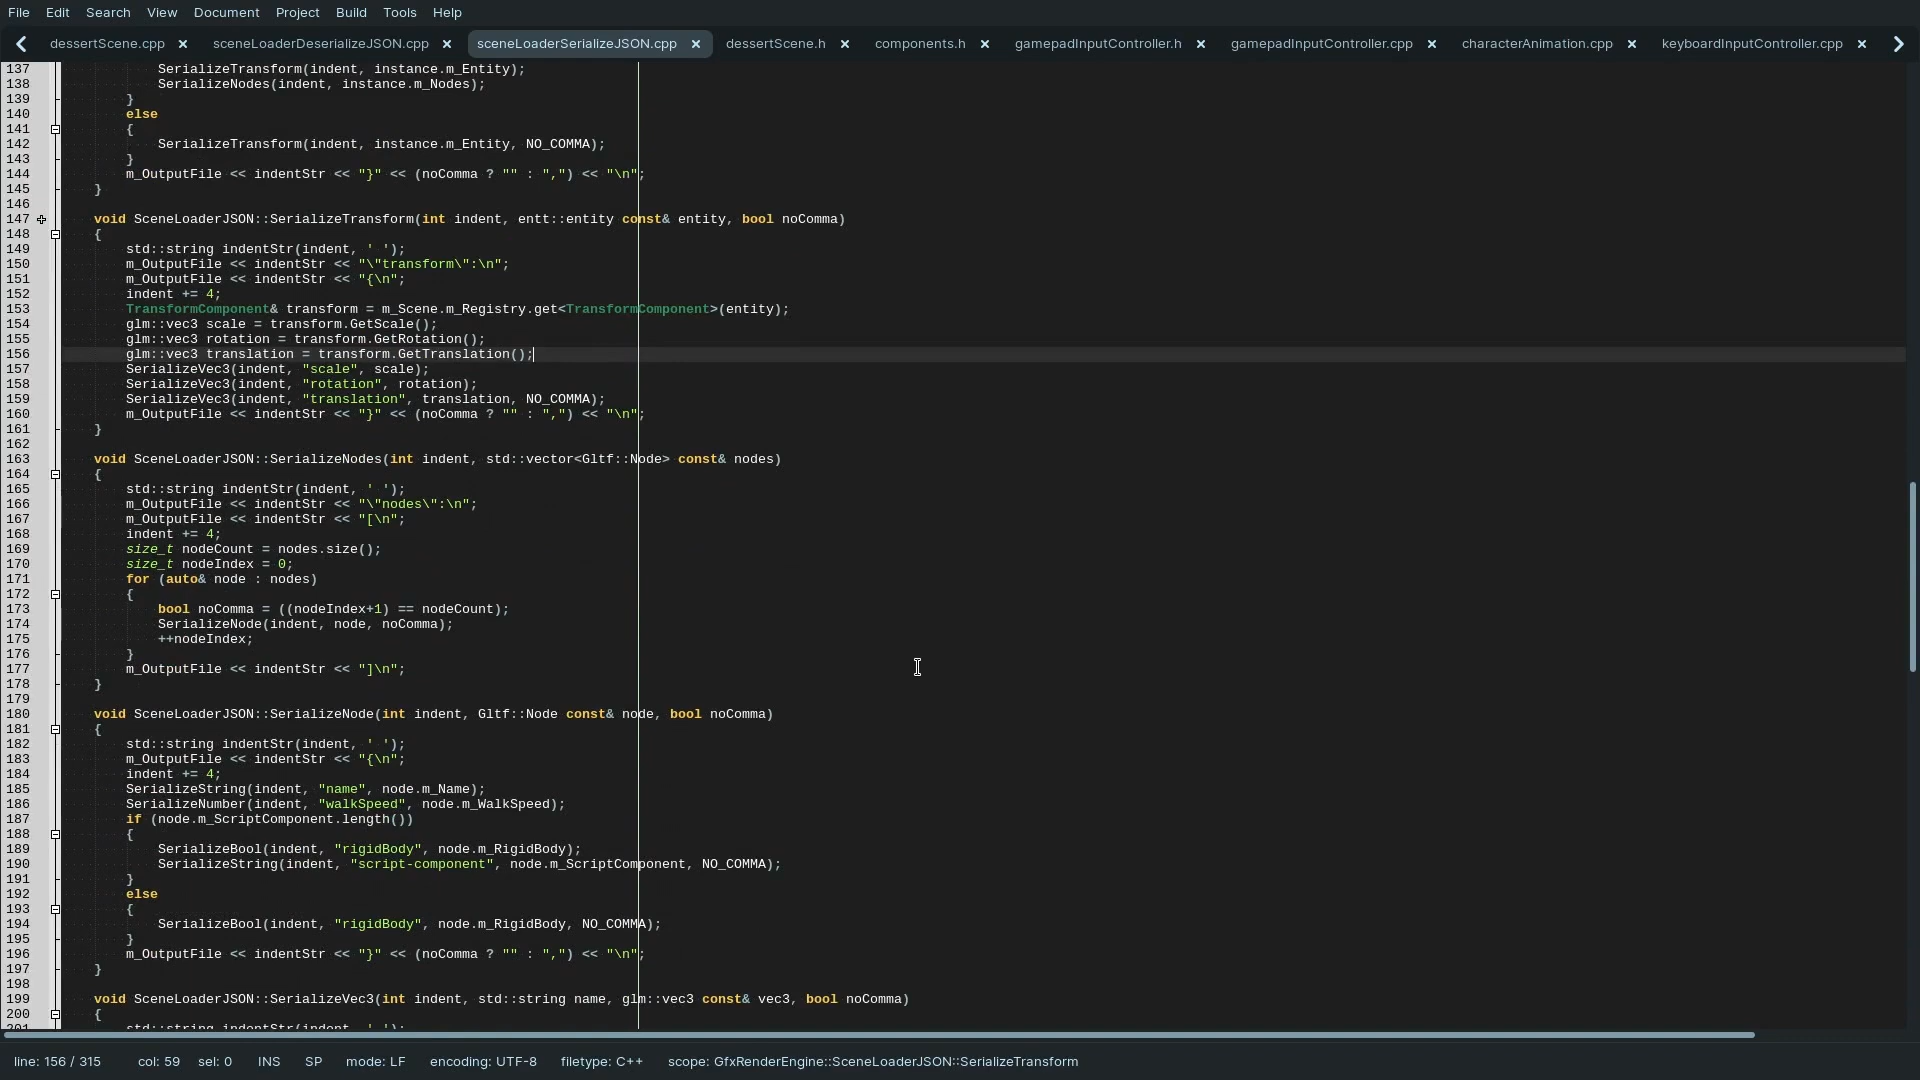 File Edit Search View Document Project Build Tools Help
dessertScene.cpp sceneLoaderDeserializeJSON.cpp sceneLoaderSerializeJSON.cpp dessertScene.h components.h gamepadInputController.h gamepadInputController.cpp characterAnimation.cpp keyboardInputController.cpp
137 SerializeTransform(indent, instance.m_Entity);
138 SerializeNodes(indent, instance.m_Nodes);
139 }
140 else
141 {
142 SerializeTransform(indent, instance.m_Entity, NO_COMMA);
143 }
144 m_OutputFile << indentStr << "}" << (noComma ? "" : ",") << "\n";
145 }
146
147 void SceneLoaderJSON::SerializeTransform(int indent, entt::entity const& entity, bool noComma)
148 {
149 std::string indentStr(indent, ' ');
150 m_OutputFile << indentStr << "\"transform\":\n";
151 m_OutputFile << indentStr << "{\n";
152 indent += 4;
153 TransformComponent& transform = m_Scene.m_Registry.get<TransformComponent>(entity);
154 glm::vec3 scale = transform.GetScale();
155 glm::vec3 rotation = transform.GetRotation();
156 glm::vec3 translation = transform.GetTranslation();
157 SerializeVec3(indent, "scale", scale);
158 SerializeVec3(indent, "rotation", rotation);
159 SerializeVec3(indent, "translation", translation, NO_COMMA);
160 m_OutputFile << indentStr << "}" << (noComma ? "" : ",") << "\n";
161 }
162
163 void SceneLoaderJSON::SerializeNodes(int indent, std::vector<Gltf::Node> const& nodes)
164 {
165 std::string indentStr(indent, ' ');
166 m_OutputFile << indentStr << "\"nodes\":\n";
167 m_OutputFile << indentStr << "[\n";
168 indent += 4;
169 size_t nodeCount = nodes.size();
170 size_t nodeIndex = 0;
171 for (auto& node : nodes)
172 {
173 bool noComma = ((nodeIndex+1) == nodeCount);
174 SerializeNode(indent, node, noComma);
175 ++nodeIndex;
176 }
177 m_OutputFile << indentStr << "]\n";
178 }
179
180 void SceneLoaderJSON::SerializeNode(int indent, Gltf::Node const& node, bool noComma)
181 {
182 std::string indentStr(indent, ' ');
183 m_OutputFile << indentStr << "{\n";
184 indent += 4;
185 SerializeString(indent, "name", node.m_Name);
186 SerializeNumber(indent, "walkSpeed", node.m_WalkSpeed);
187 if (node.m_ScriptComponent.length())
188 {
189 SerializeBool(indent, "rigidBody", node.m_RigidBody);
190 SerializeString(indent, "script-component", node.m_ScriptComponent, NO_COMMA);
191 }
192 else
193 {
194 SerializeBool(indent, "rigidBody", node.m_RigidBody, NO_COMMA);
195 }
196 m_OutputFile << indentStr << "}" << (noComma ? "" : ",") << "\n";
197 }
198
199 void SceneLoaderJSON::SerializeVec3(int indent, std::string name, glm::vec3 const& vec3, bool noComma)
200 {
201 std::string indentStr(indent, ' ');
line: 156 / 315 col: 59 sel: 0 INS SP mode: LF encoding: UTF-8 filetype: C++ scope: GfxRenderEngine::SceneLoaderJSON::SerializeTransform